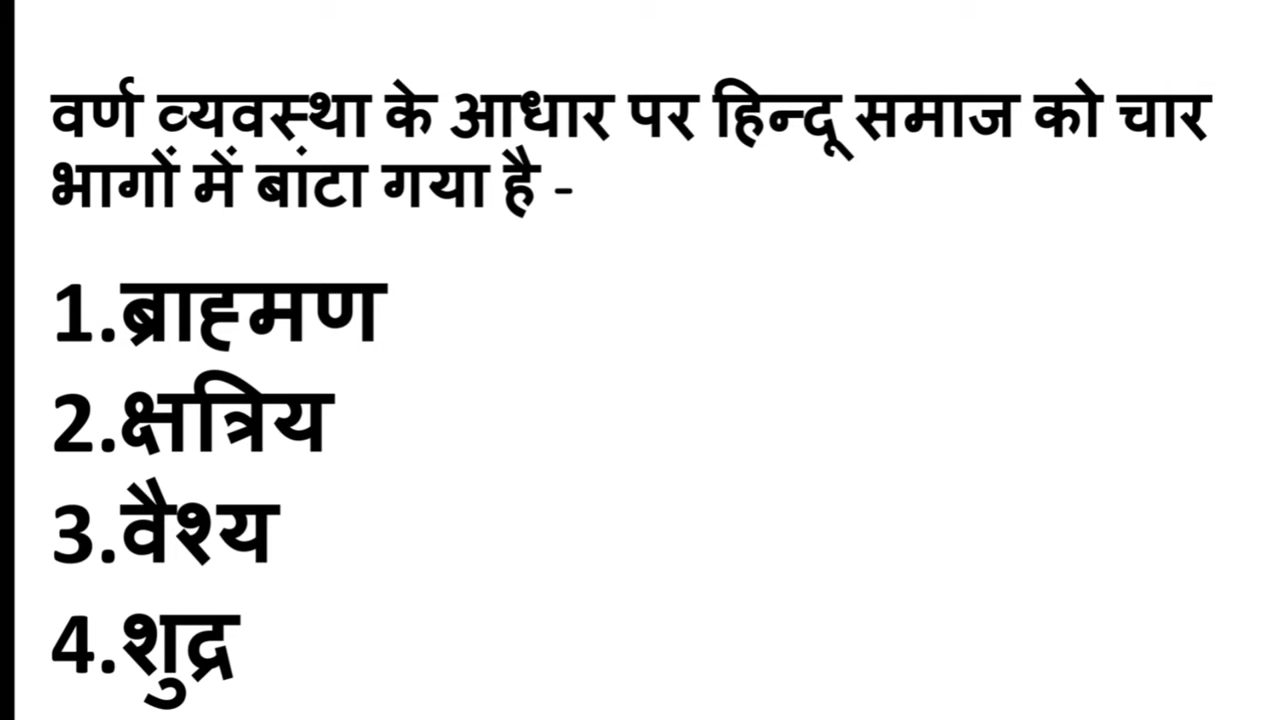 वर्ण व्यवस्था के आधार पर हिन्दू समाज को चार
भागों में बांटा गया है -
1.ब्राह्मण
2.क्षत्रिय
3.वैश्य
4.शुद्र